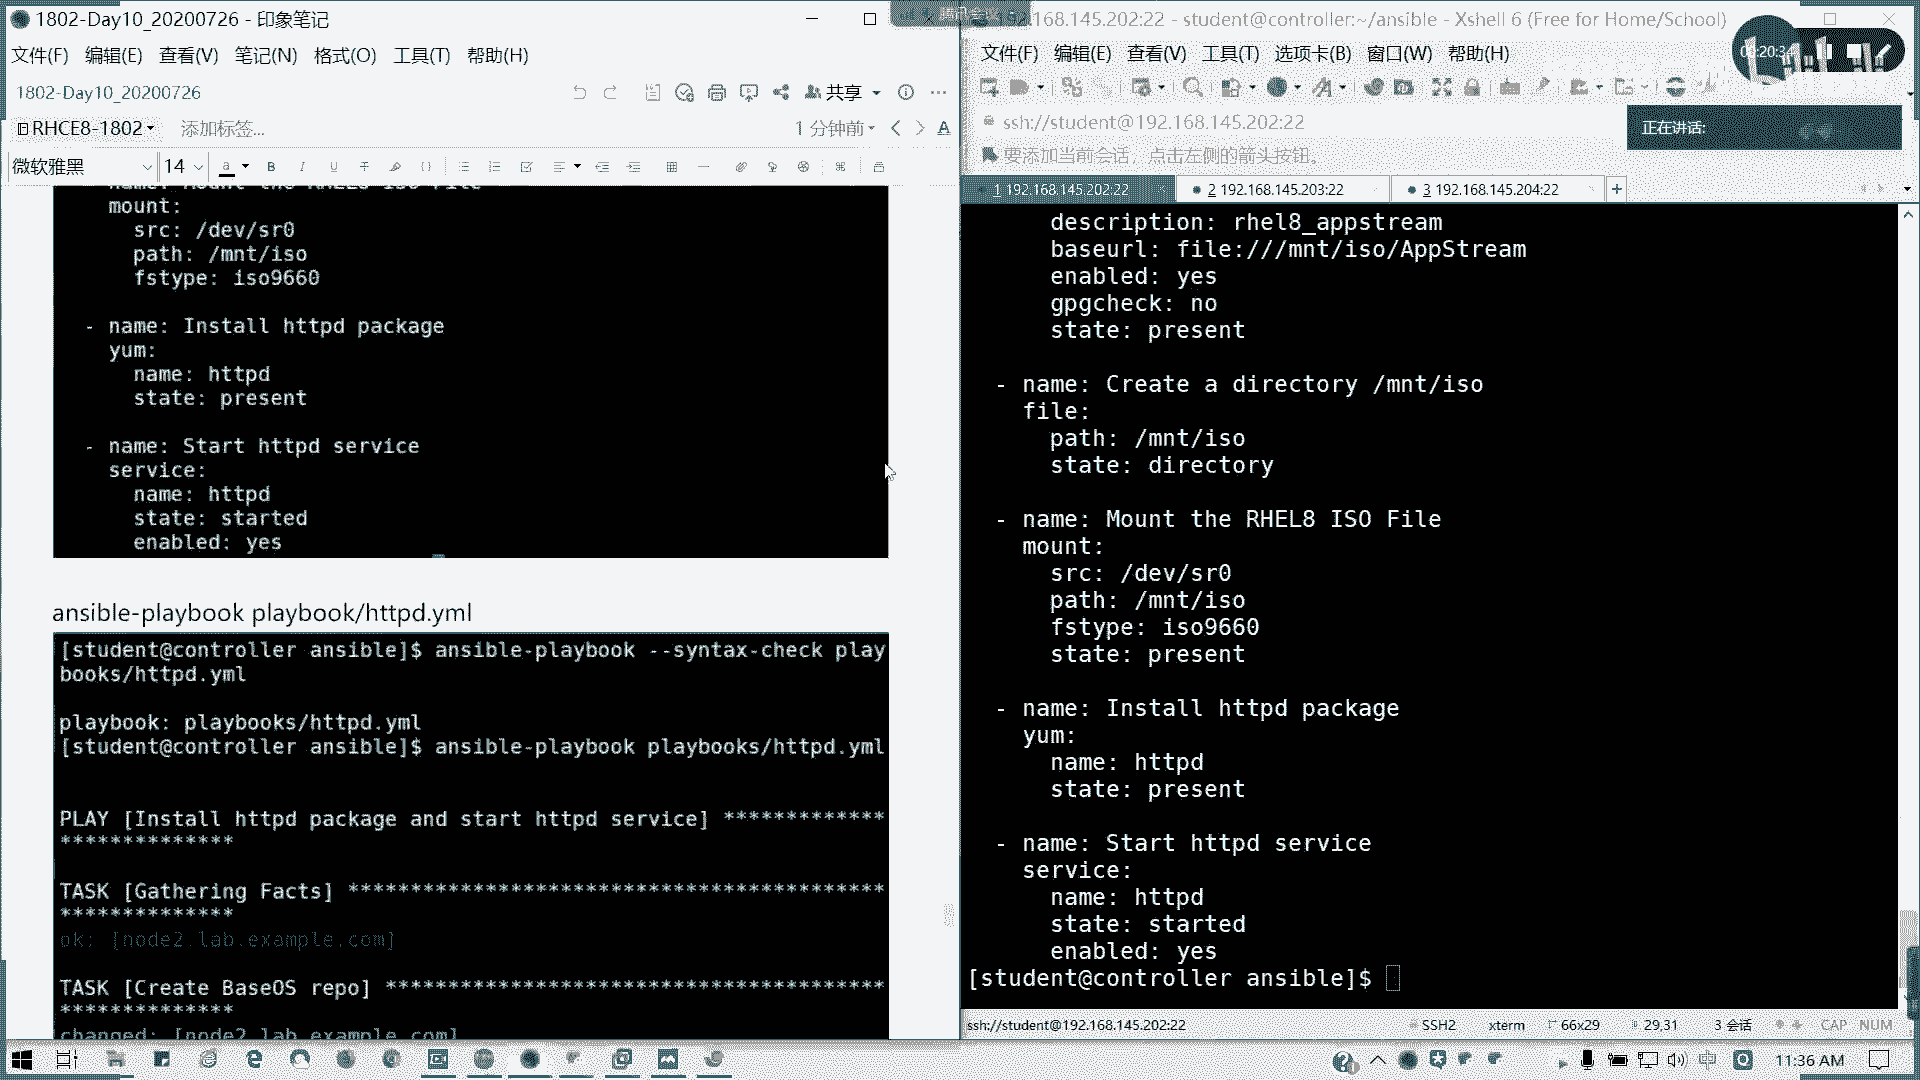 1802-Day10_20200726 - 印象笔记
文件(F) 编辑(E) 查看(V) 笔记(N) 格式(O) 工具(T) 帮助(H)
1802-Day10_20200726
共享
RHCE8-1802
添加标签...
1 分钟前
微软雅黑
14
mount:
src: /dev/sr0
path: /mnt/iso
fstype: iso9660
- name: Install httpd package
yum:
name: httpd
state: present
- name: Start httpd service
service:
name: httpd
state: started
enabled: yes
ansible-playbook playbook/httpd.yml
[student@controller ansible]$ ansible-playbook --syntax-check play
books/httpd.yml
playbook: playbooks/httpd.yml
[student@controller ansible]$ ansible-playbook playbooks/httpd.yml
PLAY [Install httpd package and start httpd service] *************
**************
TASK [Gathering Facts] *******************************************
**************
ok: [node2.lab.example.com]
TASK [Create BaseOS repo] ****************************************
**************
changed: [node2.lab.example.com]
192.168.145.202:22 - student@controller:~/ansible - Xshell 6 (Free for Home/School)
文件(F) 编辑(E) 查看(V) 工具(T) 选项卡(B) 窗口(W) 帮助(H)
00:20:34
ssh://student@192.168.145.202:22
正在讲话:
要添加当前会话，点击左侧的箭头按钮。
1 192.168.145.202:22
2 192.168.145.203:22
3 192.168.145.204:22
description: rhel8_appstream
baseurl: file:///mnt/iso/AppStream
enabled: yes
gpgcheck: no
state: present
- name: Create a directory /mnt/iso
file:
path: /mnt/iso
state: directory
- name: Mount the RHEL8 ISO File
mount:
src: /dev/sr0
path: /mnt/iso
fstype: iso9660
state: present
- name: Install httpd package
yum:
name: httpd
state: present
- name: Start httpd service
service:
name: httpd
state: started
enabled: yes
[student@controller ansible]$
ssh://student@192.168.145.202:22
SSH2
xterm
66x29
29,31
3 会话
CAP NUM
中
11:36 AM